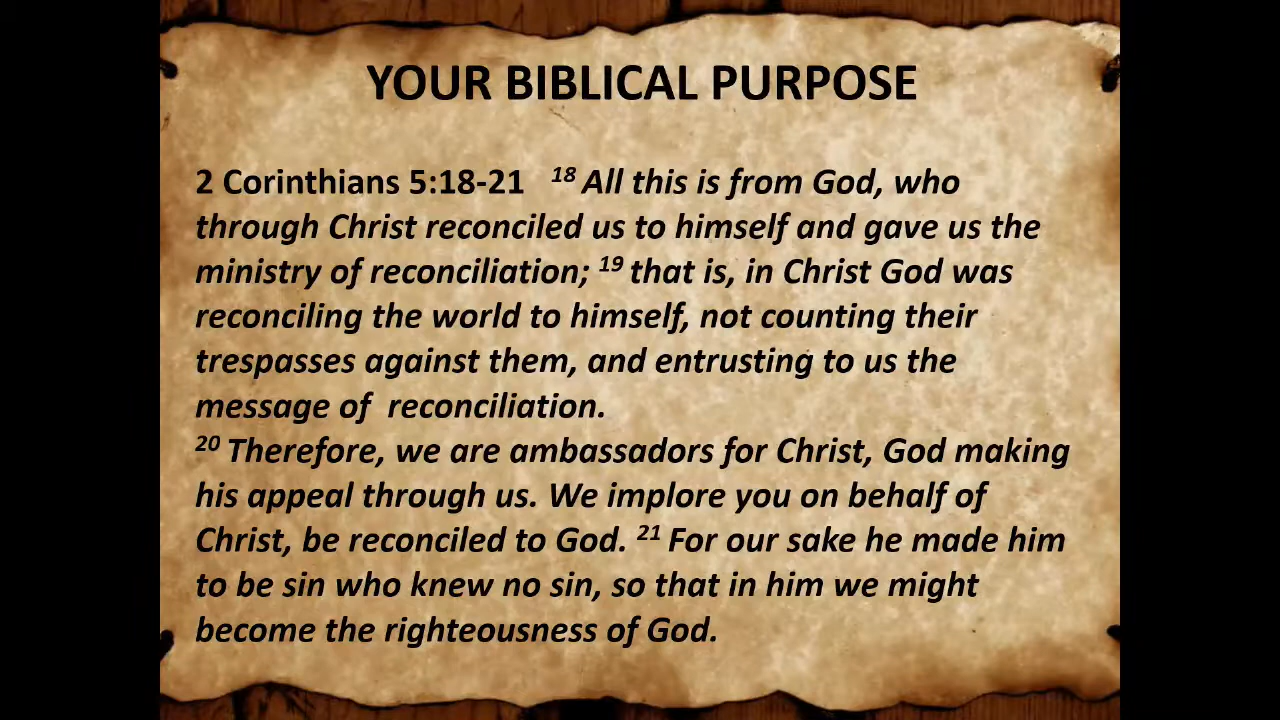 YOUR BIBLICAL PURPOSE
2 Corinthians 5:18-21 18 All this is from God, who
through Christ reconciled us to himself and gave us the
ministry of reconciliation; 19 that is, in Christ God was
reconciling the world to himself, not counting their
trespasses against them, and entrusting to us the
message of reconciliation.
20 Therefore, we are ambassadors for Christ, God making
his appeal through us. We implore you on behalf of
Christ, be reconciled to God. 21 For our sake he made him
to be sin who knew no sin, so that in him we might
become the righteousness of God.